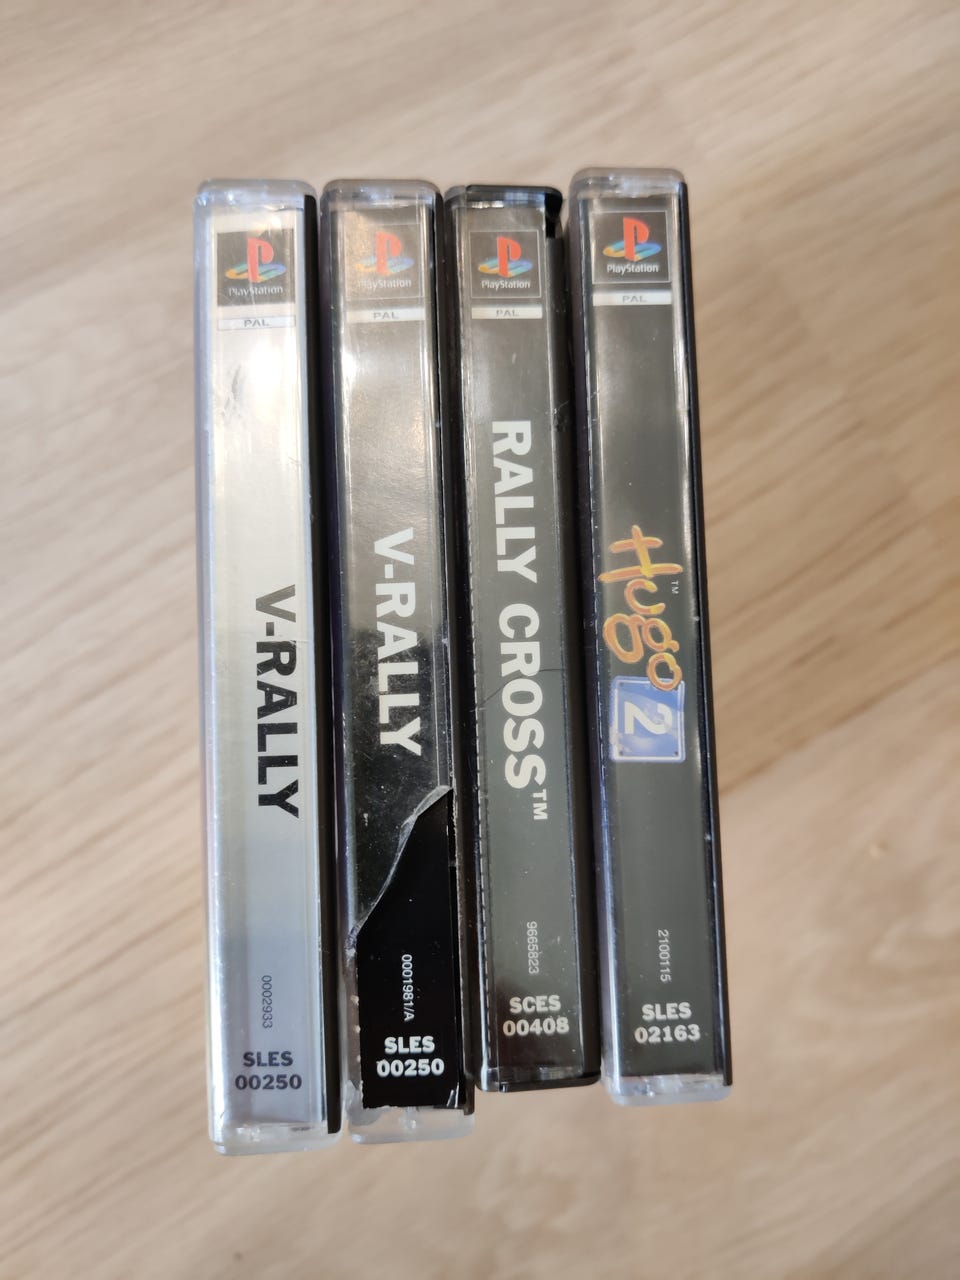 PlayStation
PAL
V-RALLY
0002933
SLES
00250
PlayStation
PAL
V-RALLY
0001981/A
SLES
00250
PlayStation
PAL
RALLY CROSS™
9665823
SCES
00408
PlayStation
PAL
Hugo™
2
2100115
SLES
02163